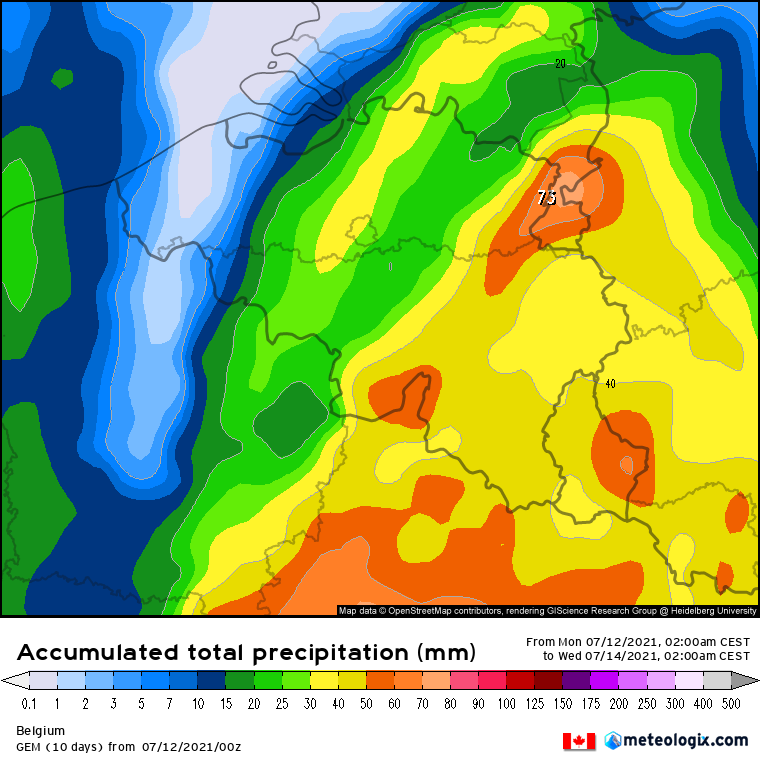 20
73
40
Map data © OpenStreetMap contributors, rendering GIScience Research Group @ Heidelberg University
Accumulated total precipitation (mm)
From Mon 07/12/2021, 02:00am CEST
to Wed 07/14/2021, 02:00am CEST
0.1 1 2 3 5 7 10 15 20 25 30 40 50 60 70 80 90 100 125 150 175 200 250 300 400 500
Belgium
GEM (10 days) from 07/12/2021/00z
meteologix.com